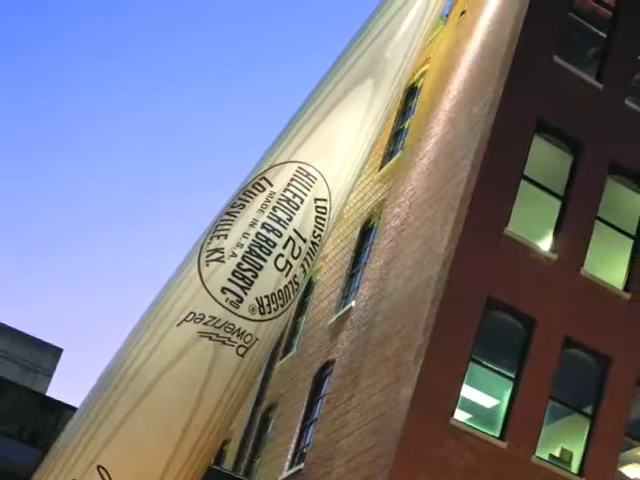 LOUISVILLE SLUGGER®
125
HILLERICH & BRADSBY Cº
MADE IN U.S.A.
LOUISVILLE, KY.
Powerized